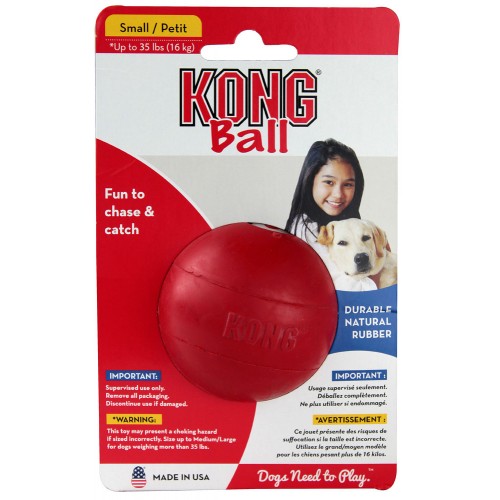 Small / Petit
*Up to 35 lbs (16 kg)
KONG®
Ball
Fun to
chase &
catch
KONG
DURABLE
NATURAL
RUBBER
IMPORTANT:
Supervised use only.
Remove all packaging.
Discontinue use if damaged.
*WARNING:
This toy may present a choking hazard
if sized incorrectly. Size up to Medium/Large
for dogs weighing more than 35 lbs.
IMPORTANT :
Usage supervisé seulement.
Déballez complètement.
Ne plus utiliser si endommagé.
*AVERTISSEMENT :
Ce jouet présente des risques de
suffocation si la taille est incorrecte.
Utilisez le grand/moyen modèle
pour les chiens pesant plus de 16 kilos.
MADE IN USA
Dogs Need to Play.™